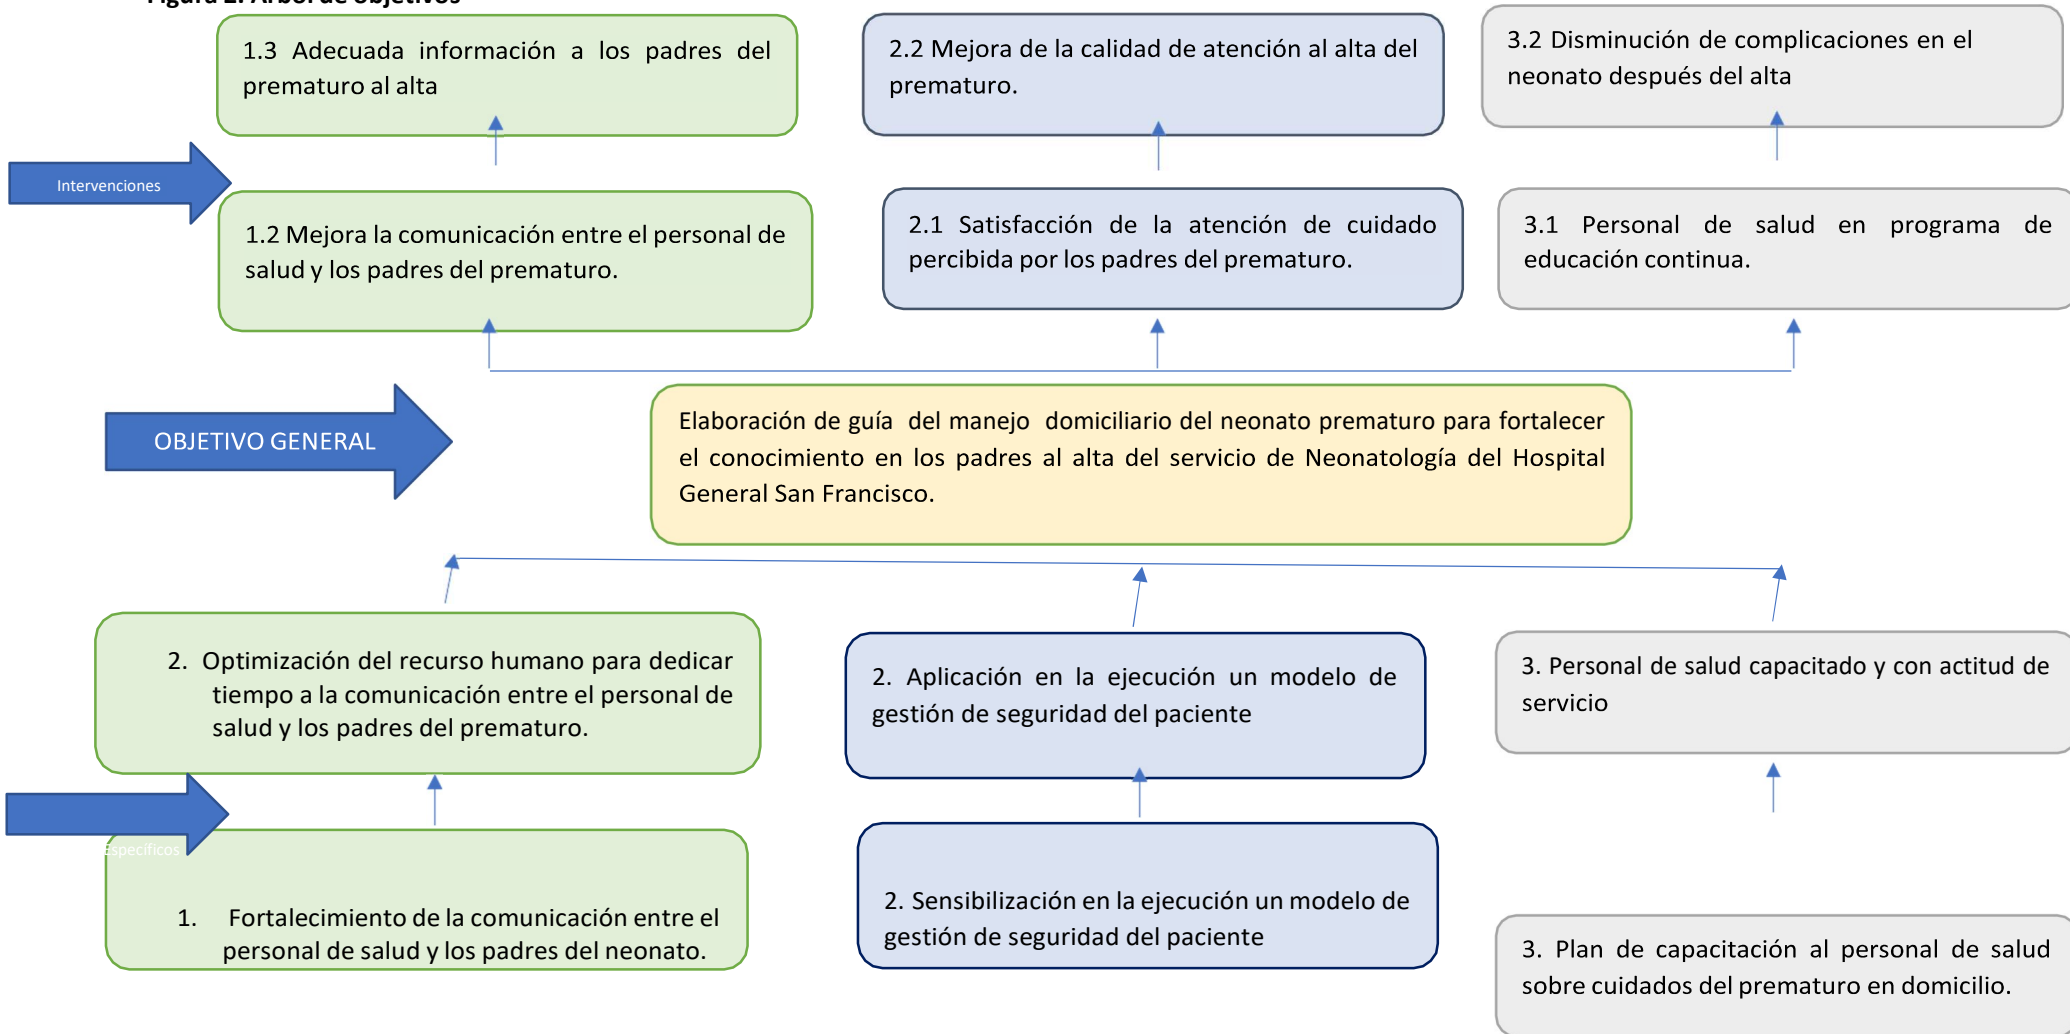 Figura 2. Árbol de objetivos
1.3 Adecuada información a los padres del
prematuro al alta
2.2 Mejora de la calidad de atención al alta del
prematuro.
3.2 Disminución de complicaciones en el
neonato después del alta
Intervenciones
1.2 Mejora la comunicación entre el personal de
salud y los padres del prematuro.
2.1 Satisfacción de la atención de cuidado
percibida por los padres del prematuro.
3.1 Personal de salud en programa de
educación continua.
OBJETIVO GENERAL
Elaboración de guía del manejo domiciliario del neonato prematuro para fortalecer
el conocimiento en los padres al alta del servicio de Neonatología del Hospital
General San Francisco.
2. Optimización del recurso humano para dedicar
tiempo a la comunicación entre el personal de
salud y los padres del prematuro.
2. Aplicación en la ejecución un modelo de
gestión de seguridad del paciente
3. Personal de salud capacitado y con actitud de
servicio
Específicos
1. Fortalecimiento de la comunicación entre el
personal de salud y los padres del neonato.
2. Sensibilización en la ejecución un modelo de
gestión de seguridad del paciente
3. Plan de capacitación al personal de salud
sobre cuidados del prematuro en domicilio.